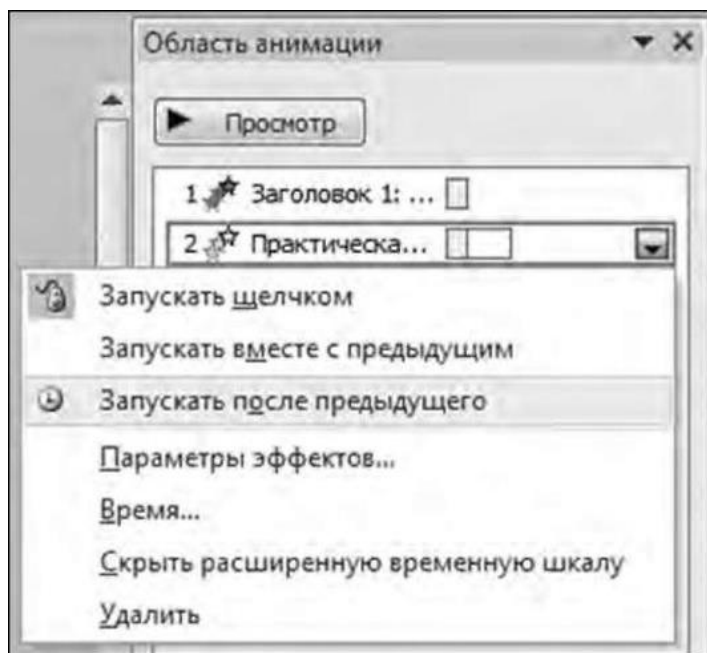 Область анимации
Просмотр
1 Заголовок 1: ...
2 Практическа...
Запускать щелчком
Запускать вместе с предыдущим
Запускать после предыдущего
Параметры эффектов...
Время...
Скрыть расширенную временную шкалу
Удалить